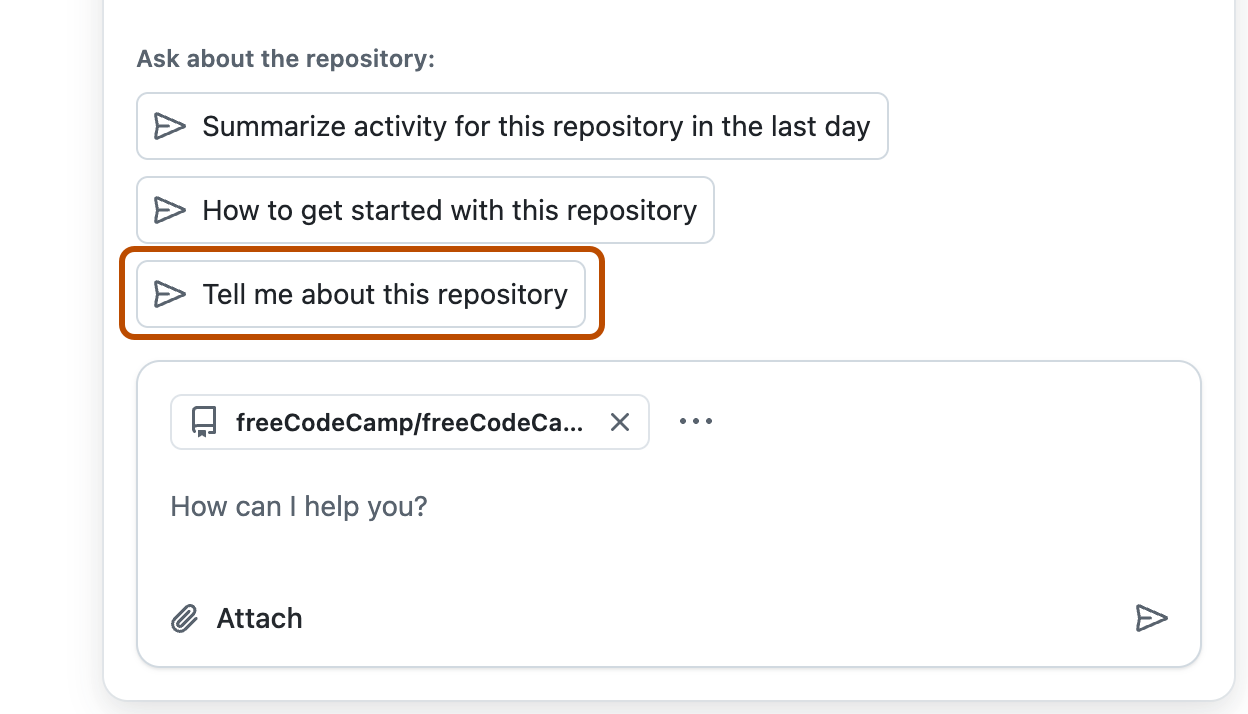 Ask about the repository:
Summarize activity for this repository in the last day
How to get started with this repository
Tell me about this repository
freeCodeCamp/freeCodeCa...
How can I help you?
Attach